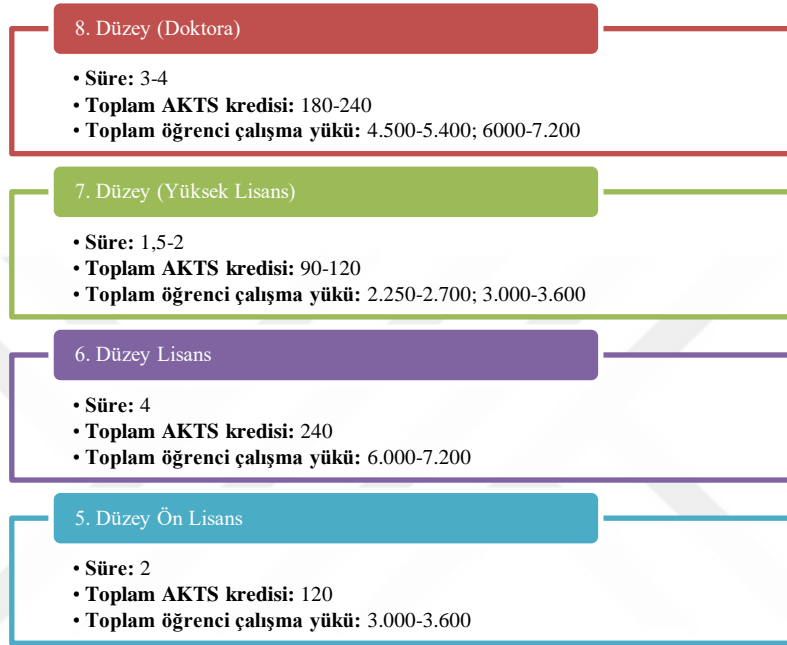 8. Düzey (Doktora)
• Süre: 3-4
• Toplam AKTS kredisi: 180-240
• Toplam öğrenci çalışma yükü: 4.500-5.400; 6000-7.200
7. Düzey (Yüksek Lisans)
• Süre: 1,5-2
• Toplam AKTS kredisi: 90-120
• Toplam öğrenci çalışma yükü: 2.250-2.700; 3.000-3.600
6. Düzey Lisans
• Süre: 4
• Toplam AKTS kredisi: 240
• Toplam öğrenci çalışma yükü: 6.000-7.200
5. Düzey Ön Lisans
• Süre: 2
• Toplam AKTS kredisi: 120
• Toplam öğrenci çalışma yükü: 3.000-3.600